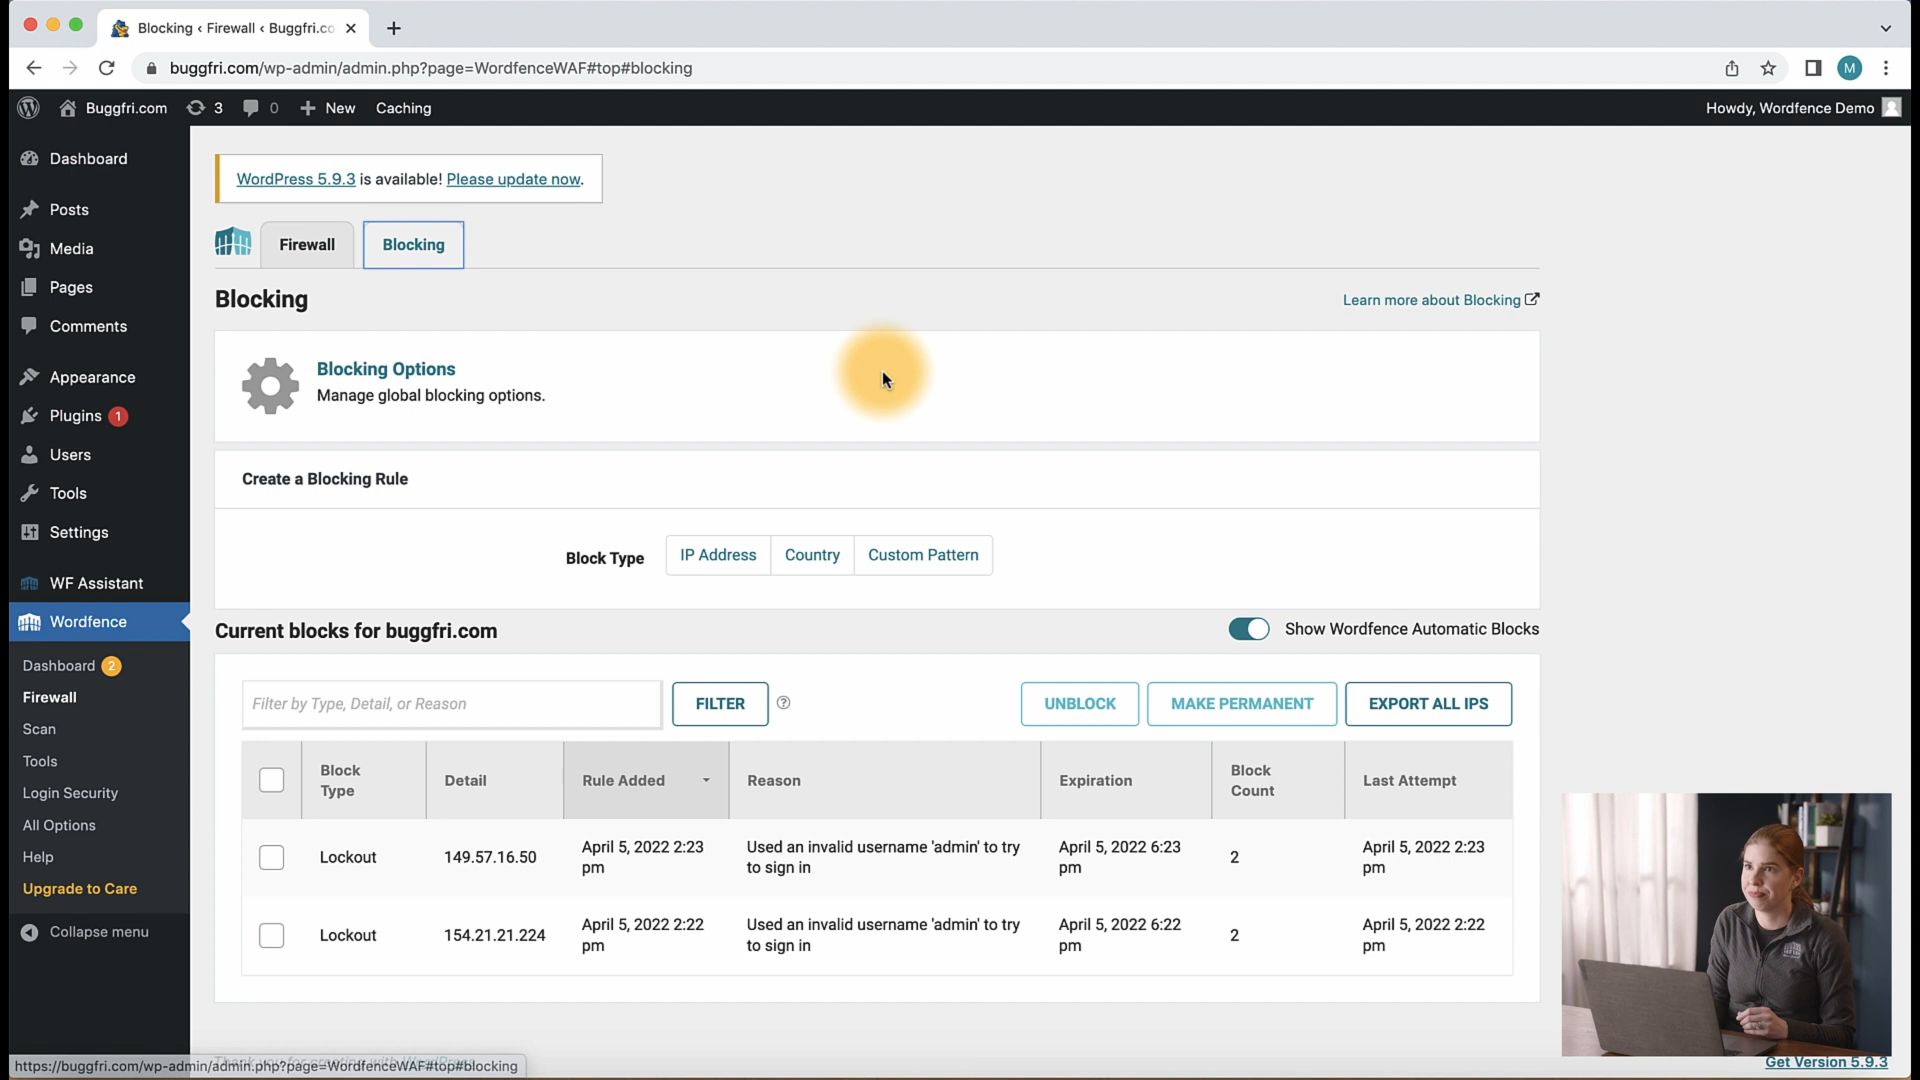 Blocking ‹ Firewall ‹ Buggfri.co
buggfri.com/wp-admin/admin.php?page=WordfenceWAF#top#blocking
M
Buggfri.com
3
0
New
Caching
Howdy, Wordfence Demo
Dashboard
Posts
Media
Pages
Comments
Appearance
Plugins 1
Users
Tools
Settings
WF Assistant
Wordfence
Dashboard 2
Firewall
Scan
Tools
Login Security
All Options
Help
Upgrade to Care
Collapse menu
WordPress 5.9.3 is available! Please update now.
Firewall
Blocking
Blocking
Learn more about Blocking
Blocking Options
Manage global blocking options.
Create a Blocking Rule
Block Type
IP Address
Country
Custom Pattern
Current blocks for buggfri.com
Show Wordfence Automatic Blocks
Filter by Type, Detail, or Reason
FILTER
UNBLOCK
MAKE PERMANENT
EXPORT ALL IPS
Block Type
Detail
Rule Added
Reason
Expiration
Block Count
Last Attempt
Lockout
149.57.16.50
April 5, 2022 2:23 pm
Used an invalid username 'admin' to try to sign in
April 5, 2022 6:23 pm
2
April 5, 2022 2:23 pm
Lockout
154.21.21.224
April 5, 2022 2:22 pm
Used an invalid username 'admin' to try to sign in
April 5, 2022 6:22 pm
2
April 5, 2022 2:22 pm
Thank you for creating with WordPress.
https://buggfri.com/wp-admin/admin.php?page=WordfenceWAF#top#blocking
Get Version 5.9.3